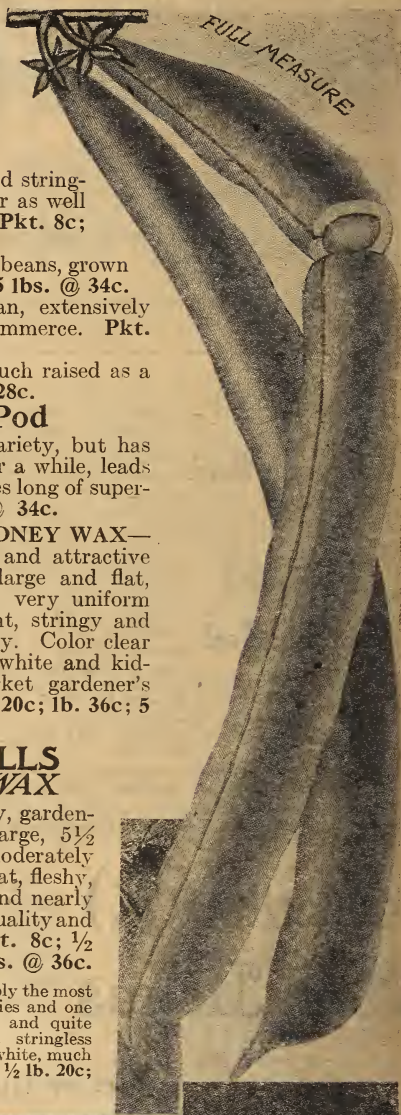 FULL MEASURE
d string-
r as well
Pkt. 8c;
beans, grown
5 lbs. @ 34c.
an, extensively
mmerce. Pkt.
uch raised as a
28c.
Pod
ariety, but has
r a while, leads
es long of super-
@ 34c.
DNEY WAX—
and attractive
large and flat,
very uniform
nt, stringy and
y. Color clear
white and kid-
ket gardener's
20c; lb. 36c; 5
LLS
WAX
y, garden-
arge, 5½
oderately
at, fleshy,
nd nearly
uality and
t. 8c; ½
s. @ 36c.
bly the most
ies and one
and quite
stringless
white, much
½ lb. 20c;